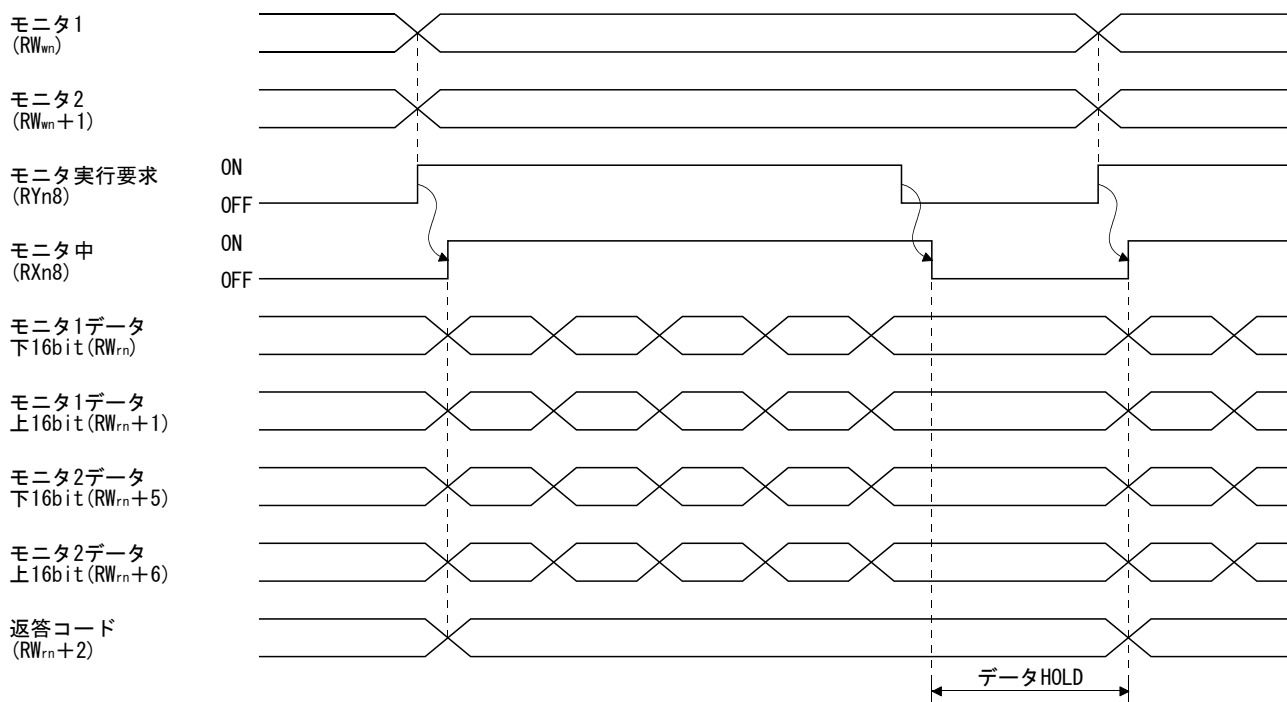 モニタ1
(RWwn)
モニタ2
(RWwn+1)
モニタ実行要求
(RYn8)
ON
OFF
モニタ中
(RXn8)
ON
OFF
モニタ1データ
下16bit(RWrn)
モニタ1データ
上16bit(RWrn+1)
モニタ2データ
下16bit(RWrn+5)
モニタ2データ
上16bit(RWrn+6)
返答コード
(RWrn+2)
データHOLD